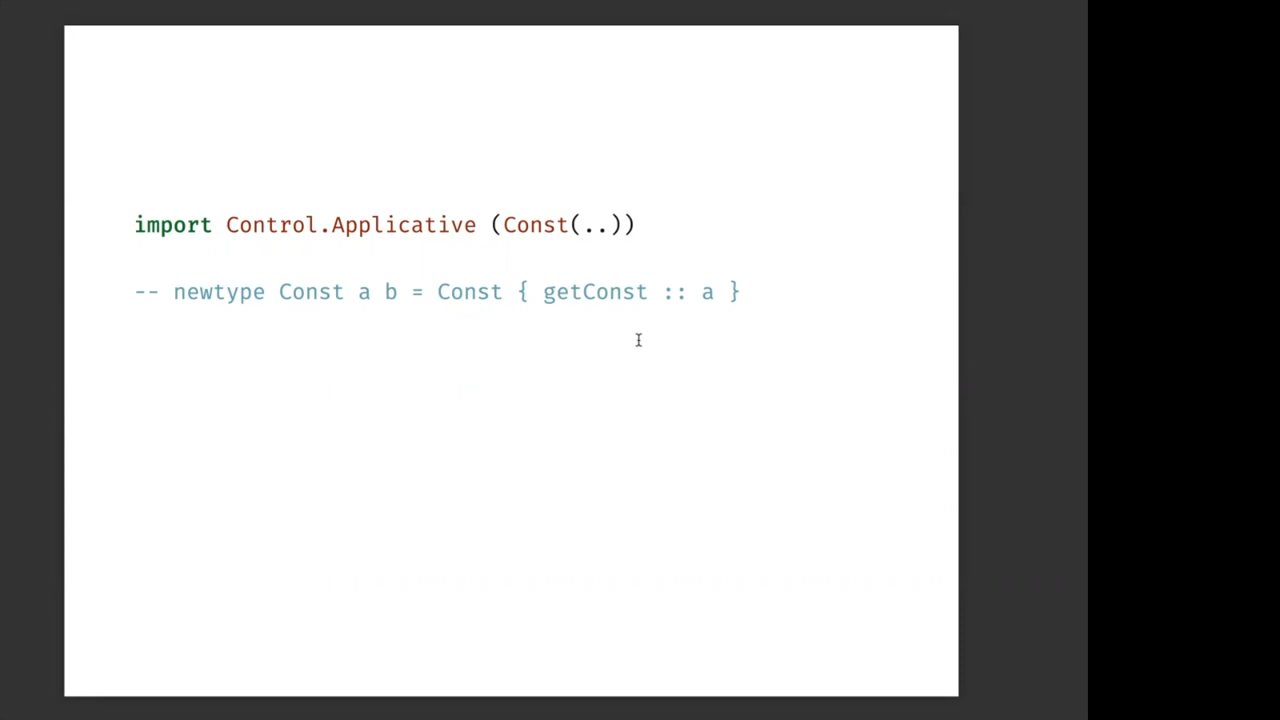 import Control.Applicative (Const(..))
-- newtype Const a b = Const { getConst :: a }